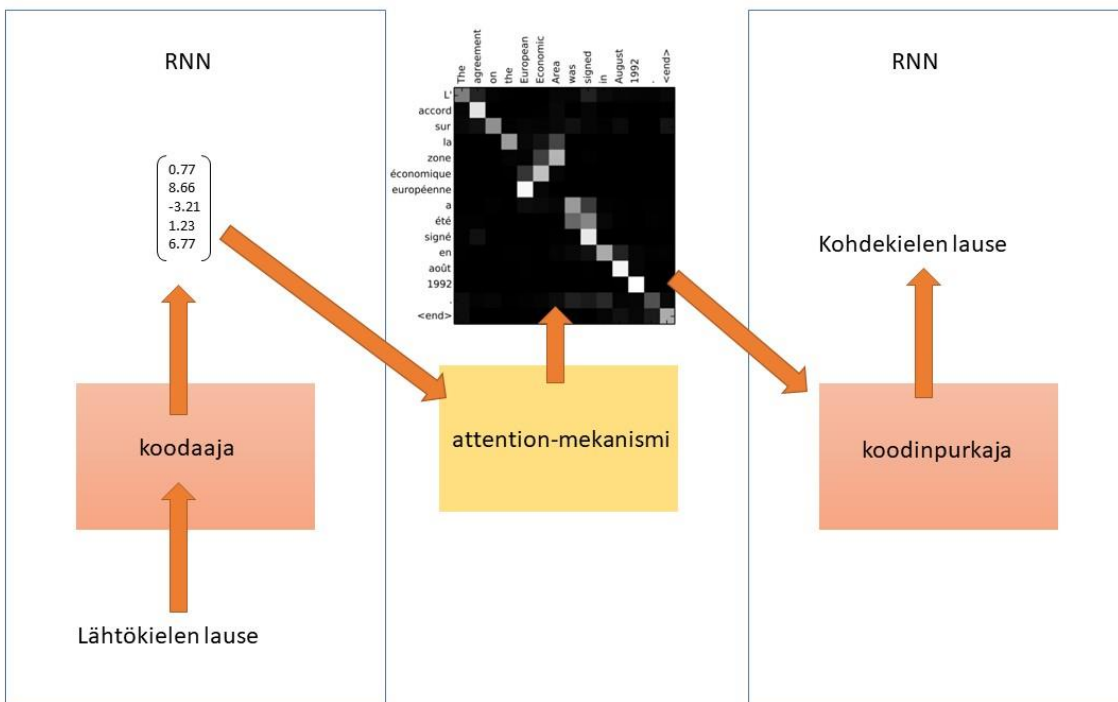 RNN
0.77
8.66
-3.21
1.23
6.77
koodaaja
Lähtökielen lause
The
agreement
on
the
European
Economic
Area
was
signed
in
August
1992
.
<end>
L'
accord
sur
la
zone
économique
européenne
a
été
signé
en
août
1992
.
<end>
attention-mekanismi
RNN
Kohdekielen lause
koodinpurkaja